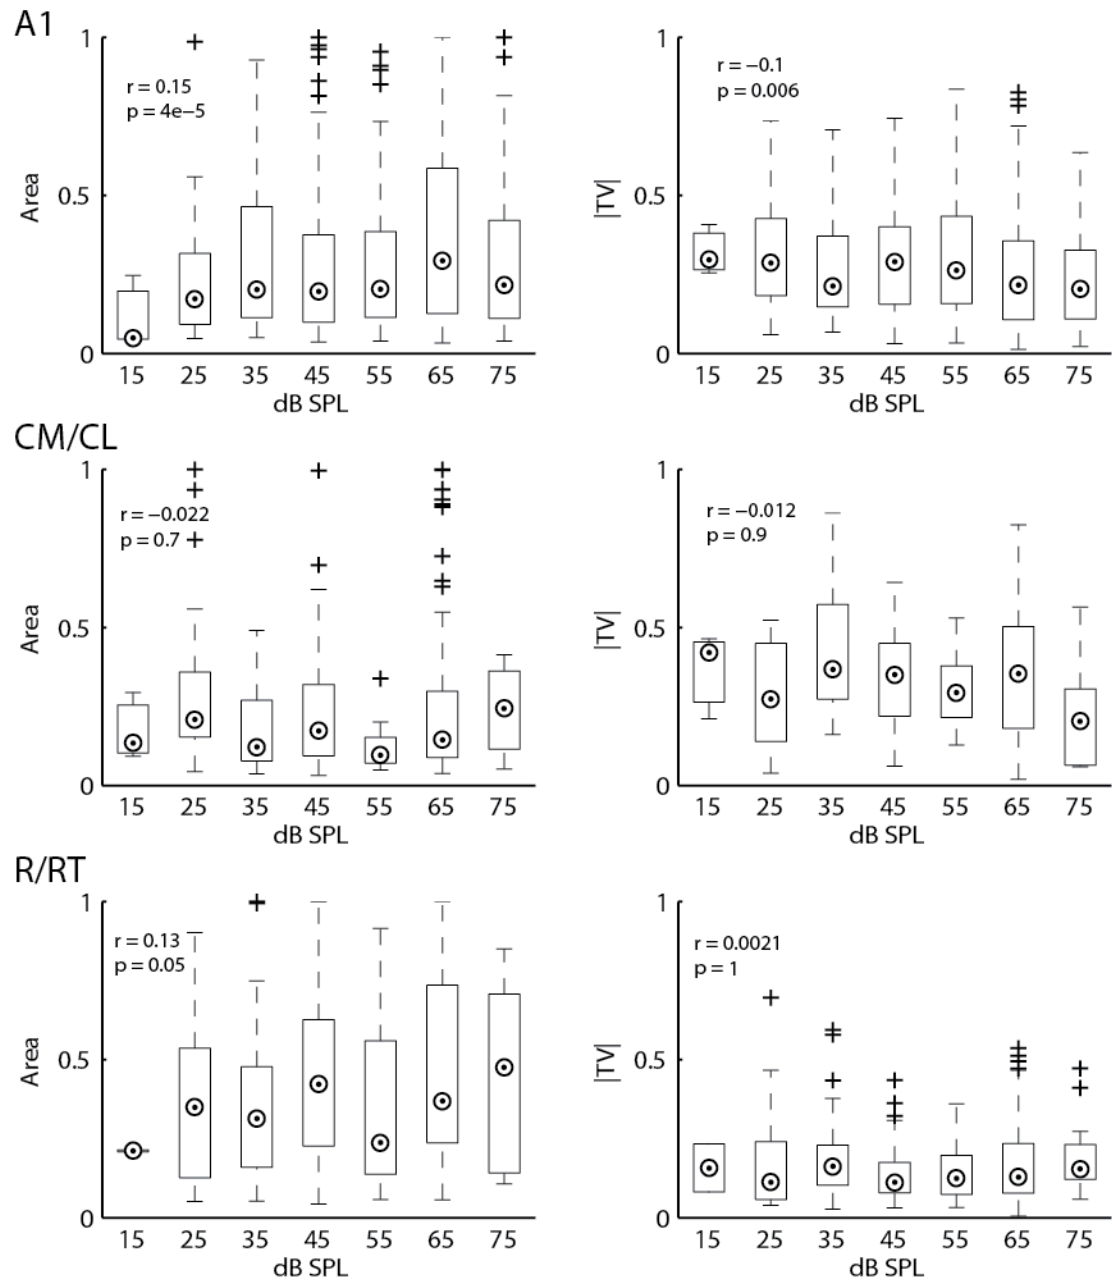 A1
1
r = 0.15
p = 4e−5
Area
0.5
0
15 25 35 45 55 65 75
dB SPL
1
r = −0.1
p = 0.006
|TV|
0.5
0
15 25 35 45 55 65 75
dB SPL
CM/CL
1
r = −0.022
p = 0.7
Area
0.5
0
15 25 35 45 55 65 75
dB SPL
1
r = −0.012
p = 0.9
|TV|
0.5
0
15 25 35 45 55 65 75
dB SPL
R/RT
1
r = 0.13
p = 0.05
Area
0.5
0
15 25 35 45 55 65 75
dB SPL
1
r = 0.0021
p = 1
|TV|
0.5
0
15 25 35 45 55 65 75
dB SPL